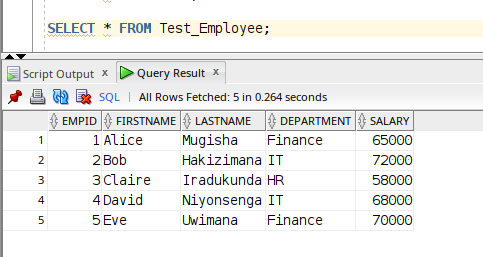 SELECT * FROM Test_Employee;
Script Output x Query Result x
SQL | All Rows Fetched: 5 in 0.264 seconds
EMPID FIRSTNAME LASTNAME DEPARTMENT SALARY
1 1 Alice Mugisha Finance 65000
2 2 Bob Hakizimana IT 72000
3 3 Claire Iradukunda HR 58000
4 4 David Niyonsenga IT 68000
5 5 Eve Uwimana Finance 70000